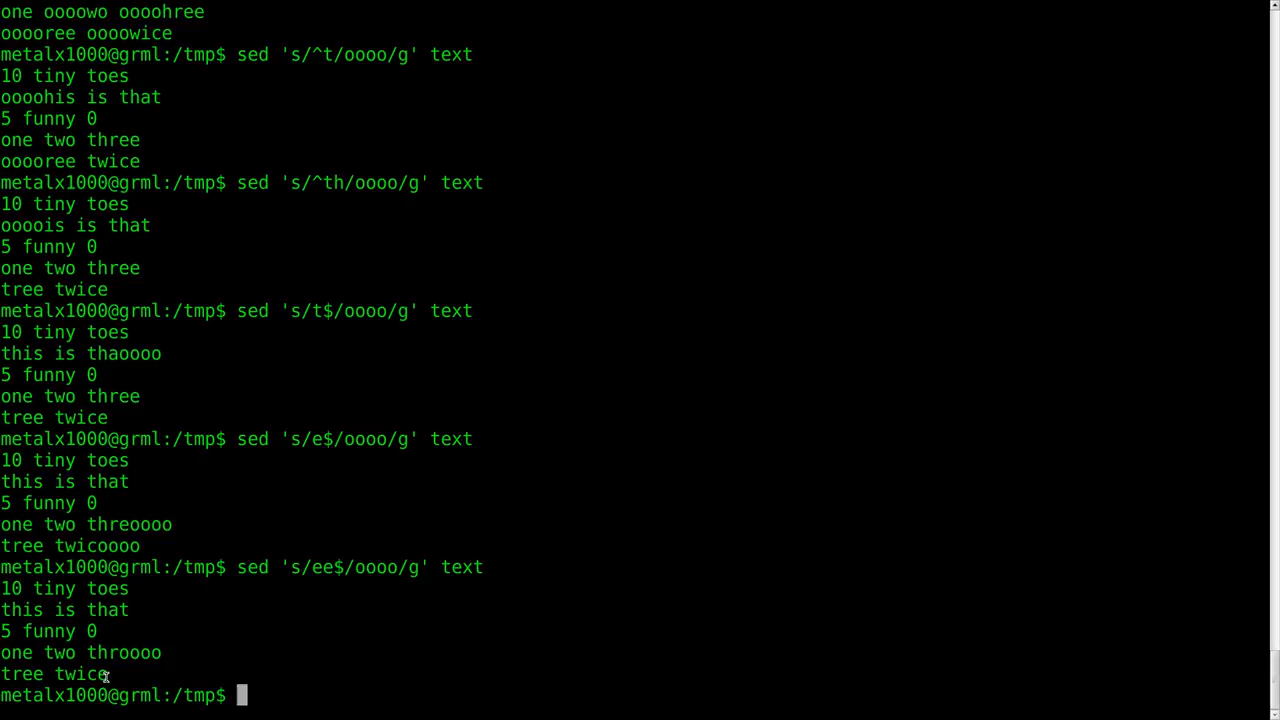 one oooowo oooohree
ooooree oooowice
metalx1000@grml:/tmp$ sed 's/^t/oooo/g' text
10 tiny toes
oooohis is that
5 funny 0
one two three
ooooree twice
metalx1000@grml:/tmp$ sed 's/^th/oooo/g' text
10 tiny toes
oooois is that
5 funny 0
one two three
tree twice
metalx1000@grml:/tmp$ sed 's/t$/oooo/g' text
10 tiny toes
this is thaoooo
5 funny 0
one two three
tree twice
metalx1000@grml:/tmp$ sed 's/e$/oooo/g' text
10 tiny toes
this is that
5 funny 0
one two threoooo
tree twicoooo
metalx1000@grml:/tmp$ sed 's/ee$/oooo/g' text
10 tiny toes
this is that
5 funny 0
one two throooo
tree twice
metalx1000@grml:/tmp$